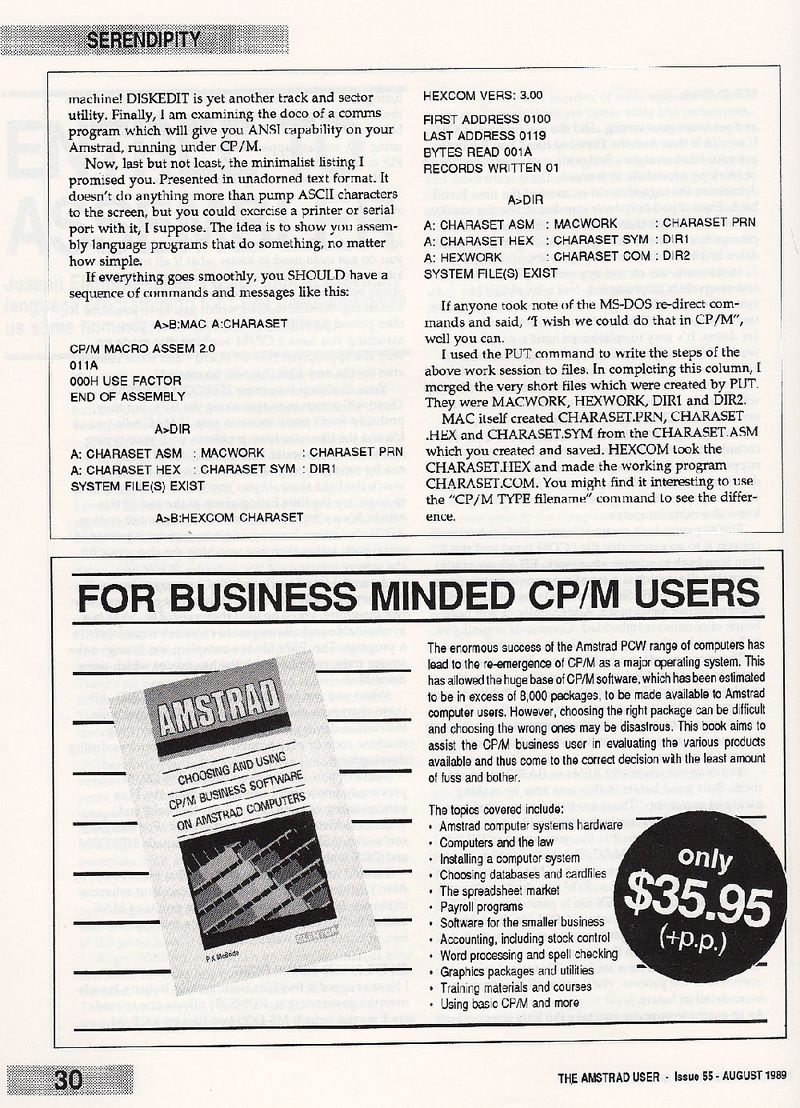 SERENDIPITY
machine! DISKEDIT is yet another track and sector
utility. Finally, I am examining the doco of a comms
program which will give you ANSI capability on your
Amstrad, running under CP/M.
Now, last but not least, the minimalist listing I
promised you. Presented in unadorned text format. It
doesn't do anything more than pump ASCII characters
to the screen, but you could exercise a printer or serial
port with it, I suppose. The idea is to show you assem-
bly language programs that do something, no matter
how simple.
If everything goes smoothly, you SHOULD have a
sequence of commands and messages like this:
A>B:MAC A:CHARASET
CP/M MACRO ASSEM 2.0
011A
000H USE FACTOR
END OF ASSEMBLY
A>DIR
A: CHARASET ASM : MACWORK : CHARASET PRN
A: CHARASET HEX : CHARASET SYM : DIR1
SYSTEM FILE(S) EXIST
A>B:HEXCOM CHARASET
HEXCOM VERS: 3.00
FIRST ADDRESS 0100
LAST ADDRESS 0119
BYTES READ 001A
RECORDS WRITTEN 01
A>DIR
A: CHARASET ASM : MACWORK : CHARASET PRN
A: CHARASET HEX : CHARASET SYM : DIR1
A: HEXWORK : CHARASET COM : DIR2
SYSTEM FILE(S) EXIST
If anyone took note of the MS-DOS re-direct com-
mands and said, "I wish we could do that in CP/M",
well you can.
I used the PUT command to write the steps of the
above work session to files. In completing this column, I
merged the very short files which were created by PUT.
They were MACWORK, HEXWORK, DIR1 and DIR2.
MAC itself created CHARASET.PRN, CHARASET
.HEX and CHARASET.SYM from the CHARASET.ASM
which you created and saved. HEXCOM took the
CHARASET.HEX and made the working program
CHARASET.COM. You might find it interesting to use
the "CP/M TYPE filename" command to see the differ-
ence.
FOR BUSINESS MINDED CP/M USERS
AMSTRAD
CHOOSING AND USING
CP/M BUSINESS SOFTWARE
ON AMSTRAD COMPUTERS
P K McBride
The enormous success of the Amstrad PCW range of computers has
lead to the re-emergence of CP/M as a major operating system. This
has allowed the huge base of CP/M software, which has been estimated
to be in excess of 8,000 packages, to be made available to Amstrad
computer users. However, choosing the right package can be difficult
and choosing the wrong ones may be disastrous. This book aims to
assist the CP/M business user in evaluating the various products
available and thus come to the correct decision with the least amount
of fuss and bother.
The topics covered include:
• Amstrad computer systems hardware
• Computers and the law
• Installing a computer system
• Choosing databases and cardfiles
• The spreadsheet market
• Payroll programs
• Software for the smaller business
• Accounting, including stock control
• Word processing and spell checking
• Graphics packages and utilities
• Training materials and courses
• Using basic CP/M and more
only
$35.95
(+p.p.)
30
THE AMSTRAD USER - Issue 55 - AUGUST 1989